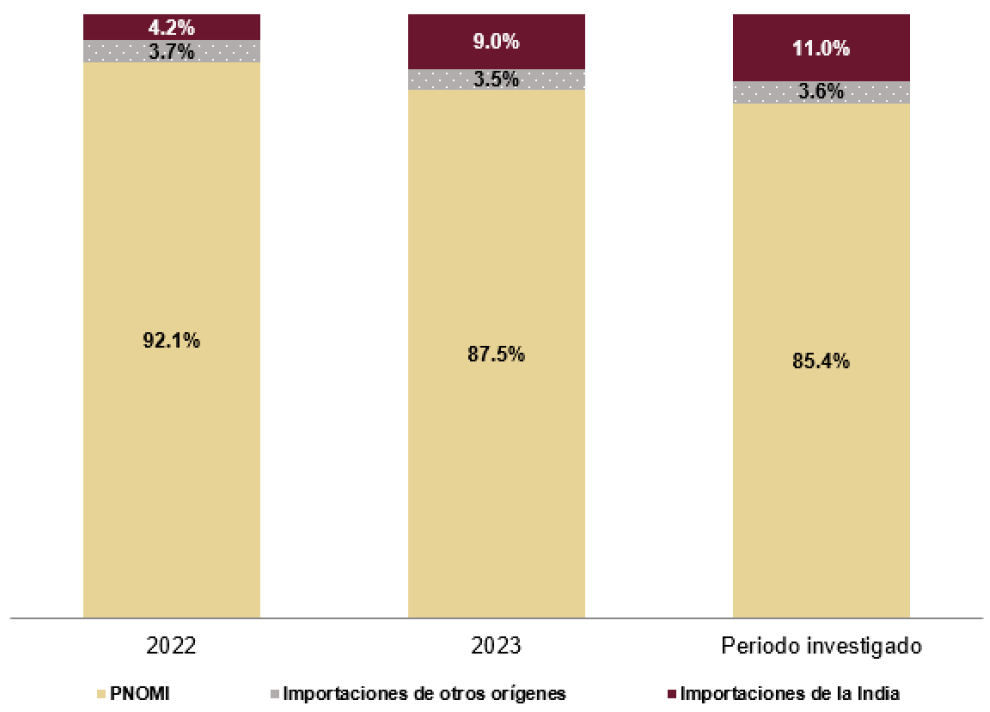 4.2% 9.0% 11.0%
3.7% 3.5% 3.6%
92.1% 87.5% 85.4%
2022 2023 Periodo investigado
PNOMI Importaciones de otros orígenes Importaciones de la India